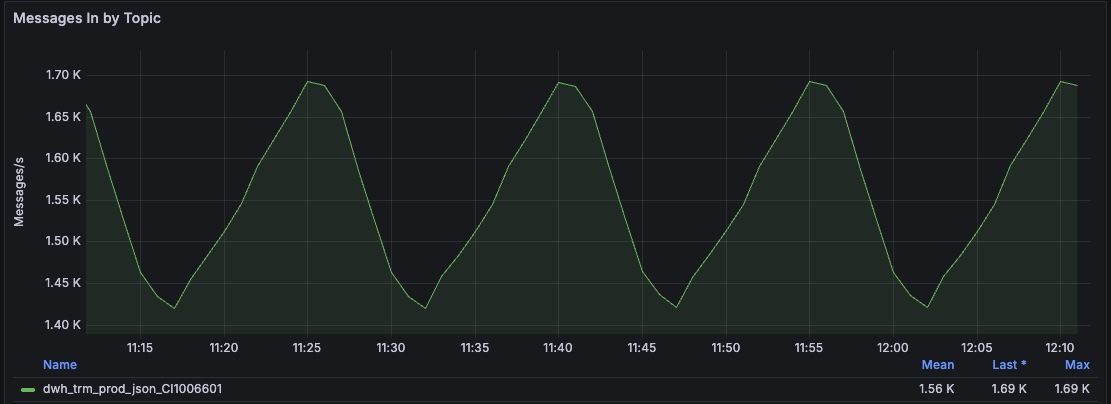 Messages In by Topic
1.70 K
1.65 K
1.60 K
1.55 K
1.50 K
1.45 K
1.40 K
Messages/s
11:15 11:20 11:25 11:30 11:35 11:40 11:45 11:50 11:55 12:00 12:05 12:10
Name Mean Last * Max
dwh_trm_prod_json_CI1006601 1.56 K 1.69 K 1.69 K